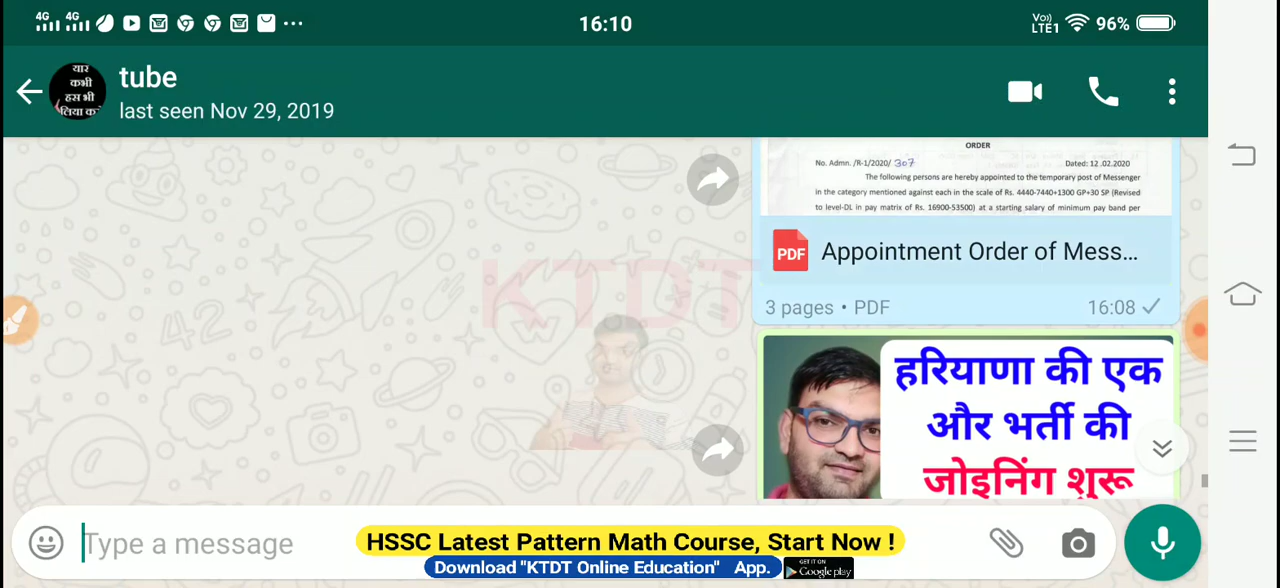 4G 4G 16:10 Vo)) LTE1 96%
यार
कभी
हस भी
लिया क
tube
last seen Nov 29, 2019
ORDER
No. Admn. /R-1/2020/ 307 Dated: 12 .02.2020
The following persons are hereby appointed to the temporary post of Messenger
in the category mentioned against each in the scale of Rs. 4440-7440+1300 GP+30 SP (Revised
to level-DL in pay matrix of Rs. 16900-53500) at a starting salary of minimum pay band per
PDF Appointment Order of Mess...
3 pages • PDF 16:08
KTDT
हरियाणा की एक
और भर्ती की
जोइनिंग शुरू
Type a message
HSSC Latest Pattern Math Course, Start Now !
Download "KTDT Online Education" App. GET IT ON Google play